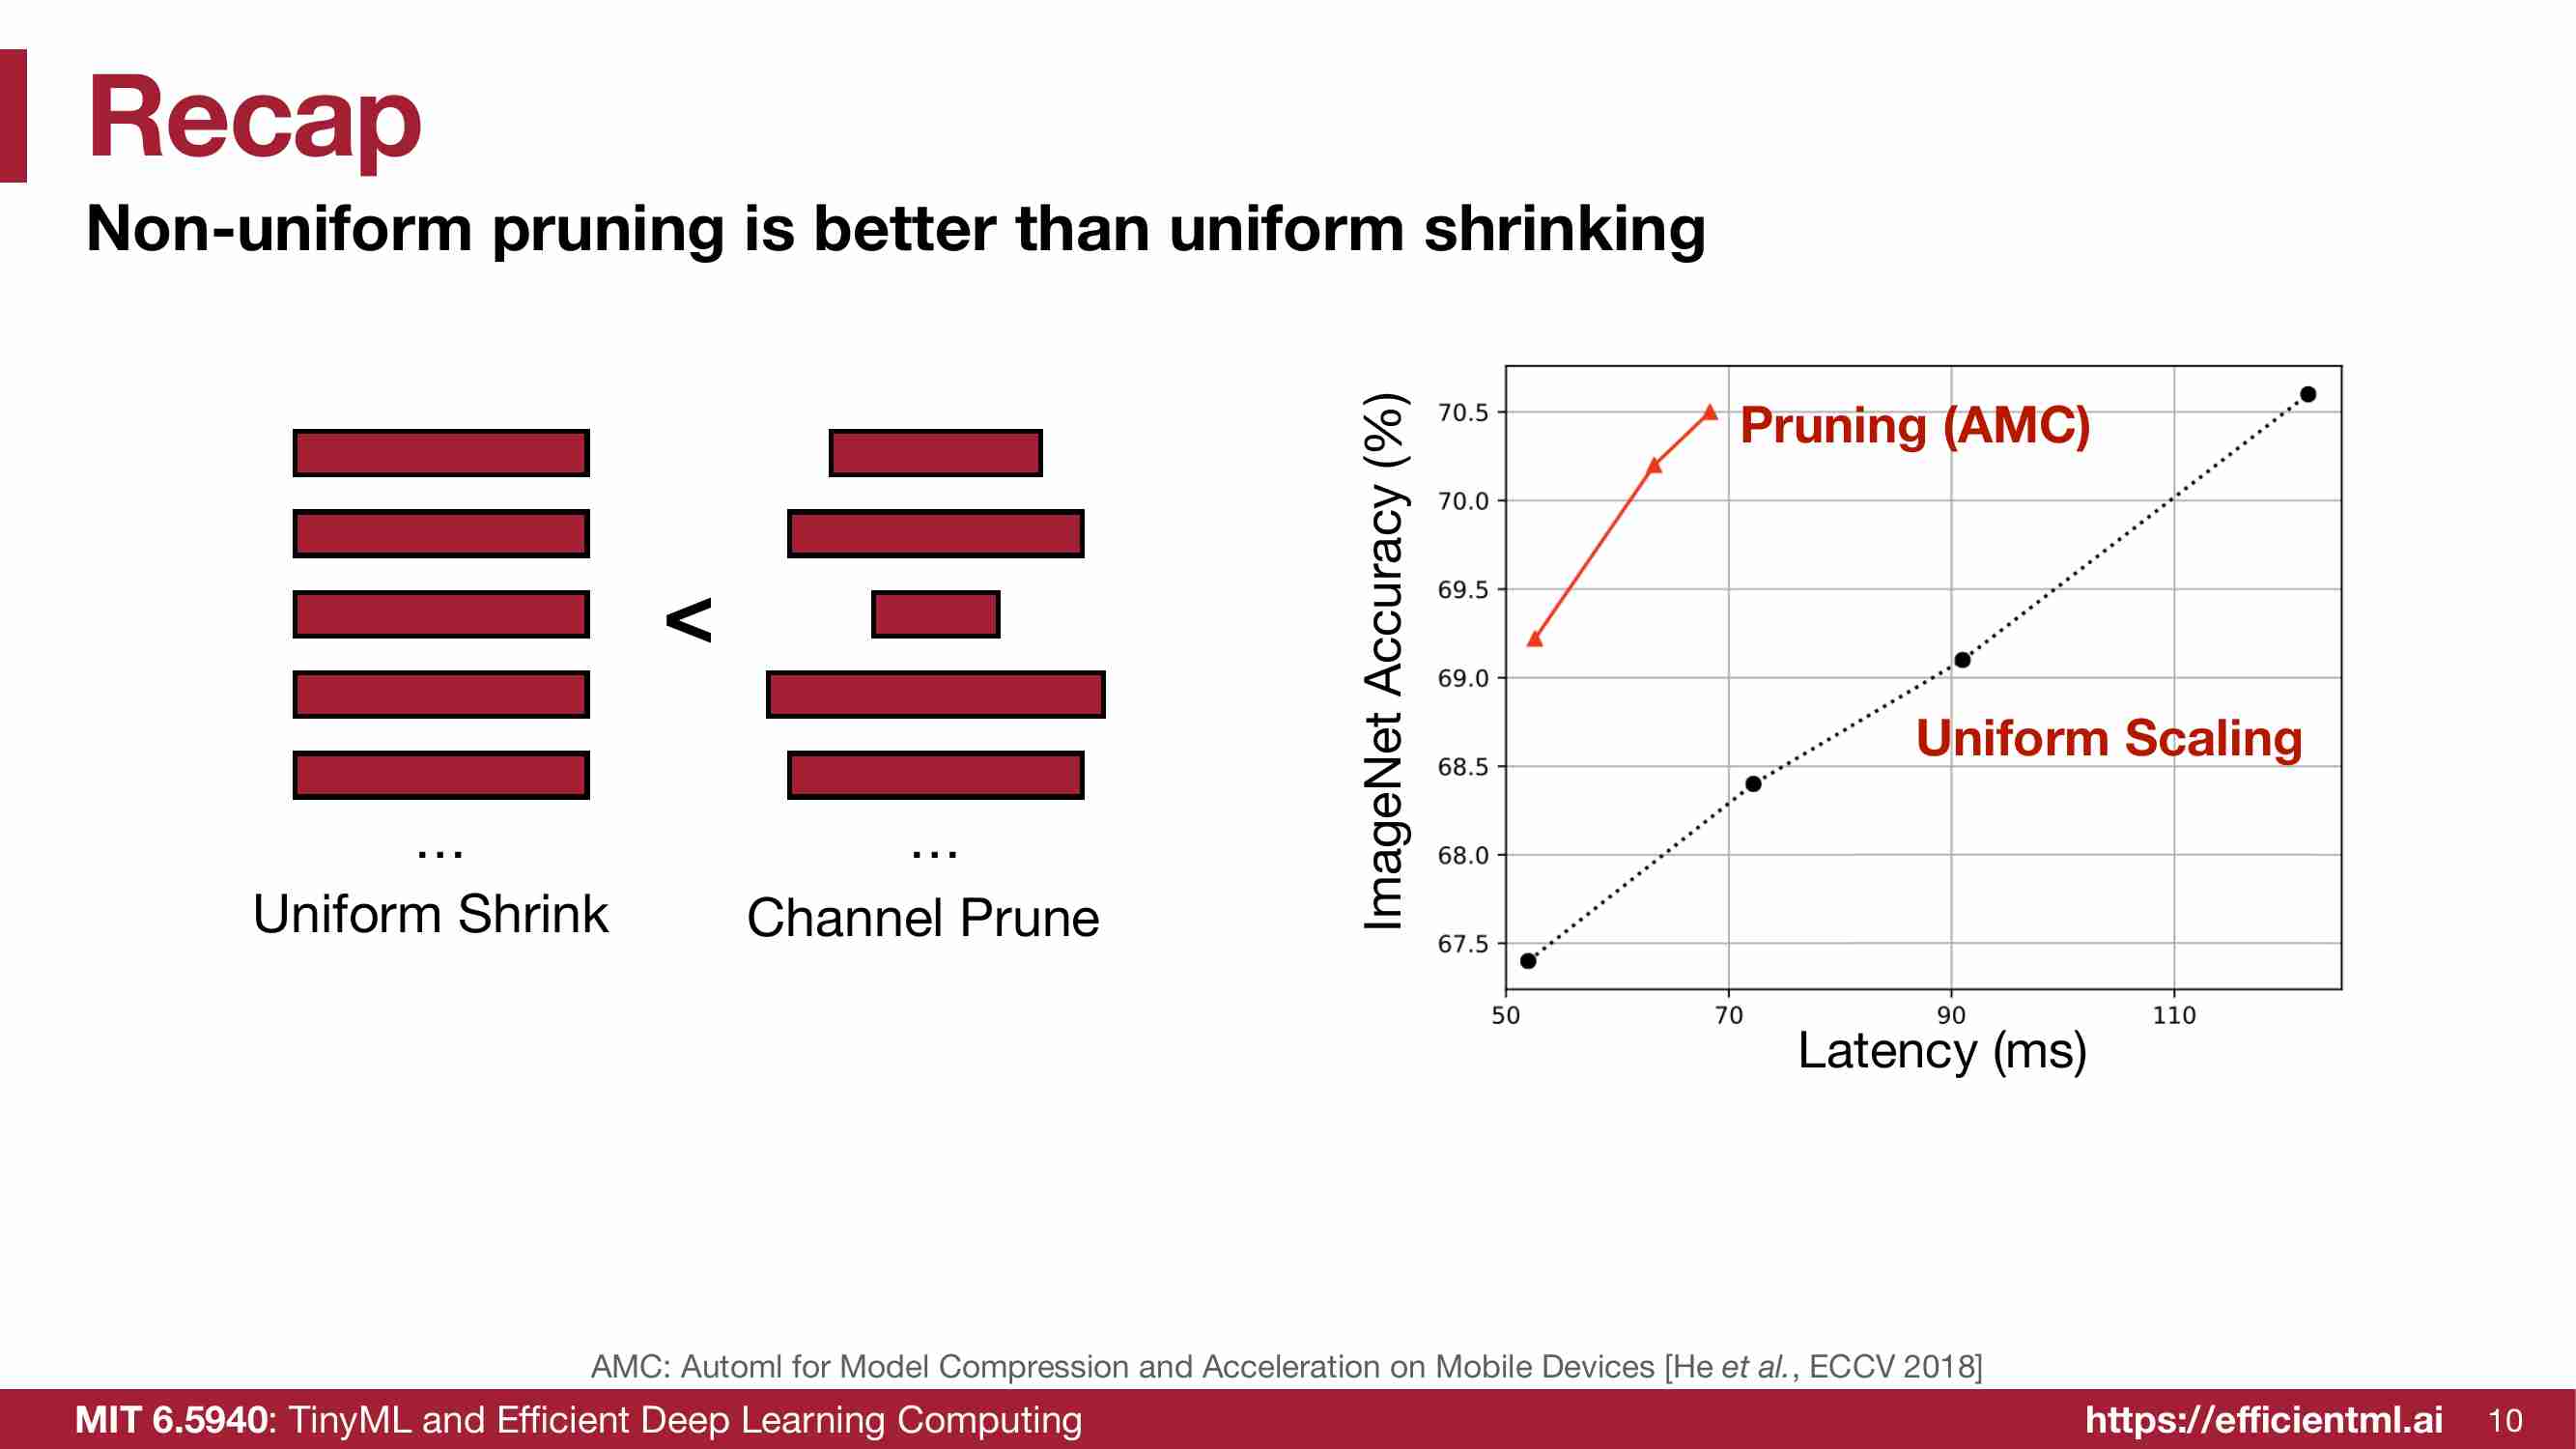 Recap
Non-uniform pruning is better than uniform shrinking
<
...
Uniform Shrink
...
Channel Prune
ImageNet Accuracy (%)
70.5
70.0
69.5
69.0
68.5
68.0
67.5
Pruning (AMC)
Uniform Scaling
50 70 90 110
Latency (ms)
AMC: Automl for Model Compression and Acceleration on Mobile Devices [He et al., ECCV 2018]
MIT 6.5940: TinyML and Efficient Deep Learning Computing
https://efficientml.ai 10